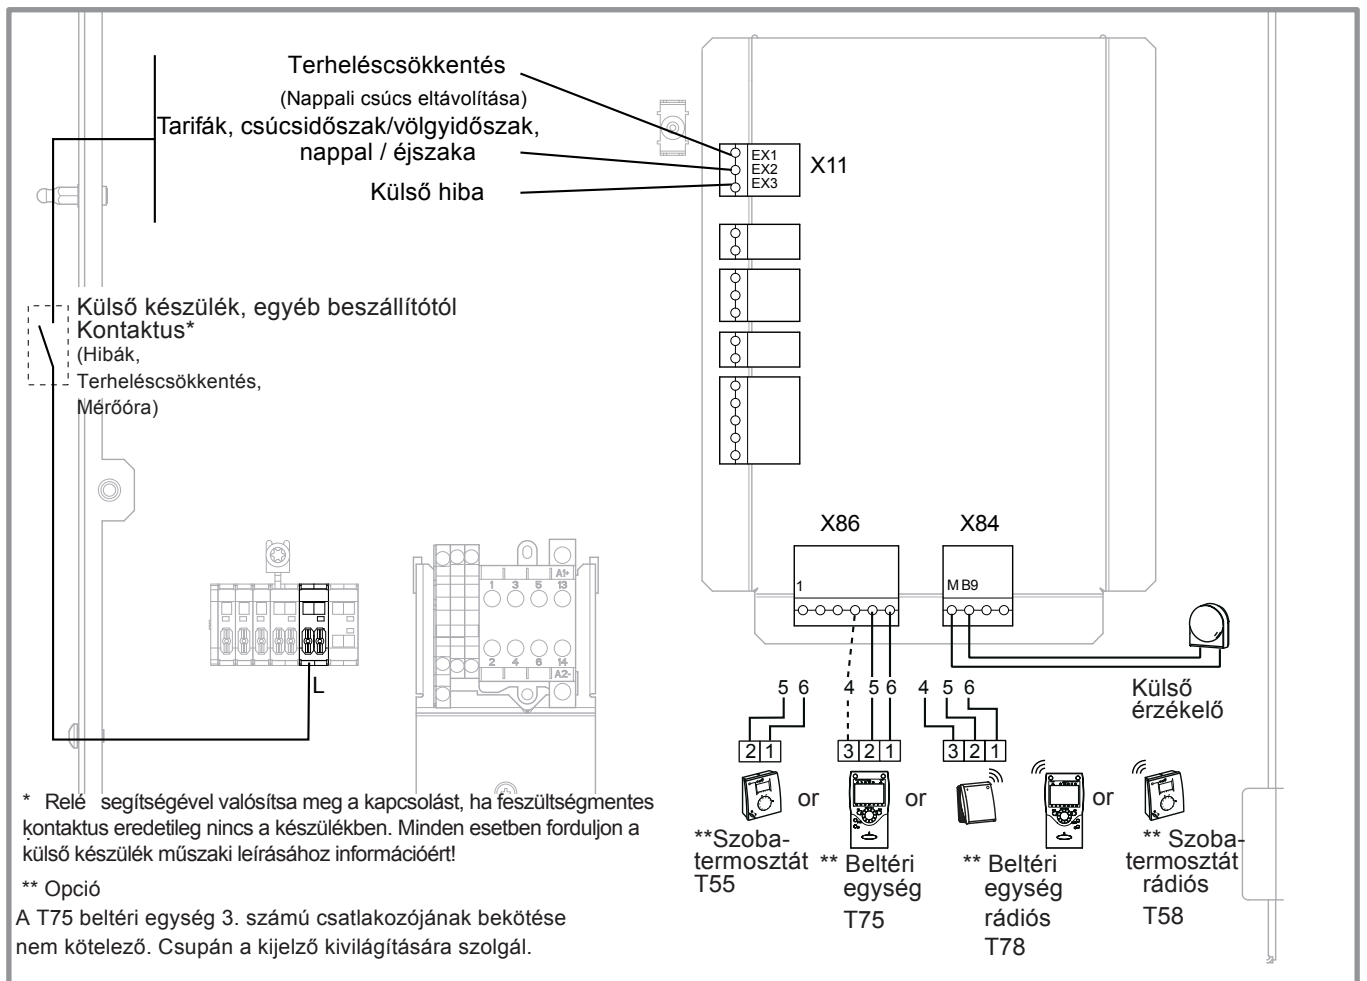 Terheléscsökkentés
(Nappali csúcs eltávolítása)
Tarifák, csúcsidőszak/völgyidőszak,
nappal / éjszaka
Külső hiba
EX1
EX2
EX3
X11
Külső készülék, egyéb beszállítótól
Kontaktus*
(Hibák,
Terheléscsökkentés,
Mérőóra)
X86
X84
1
M B9
A1+
1 3 5 13
2 4 6 14
A2-
L
5 6
4 5 6
4 5 6
2 1
3 2 1
3 2 1
Külső
érzékelő
or
or
or
**Szoba-
termosztát
T55
** Beltéri
egység
T75
** Beltéri
egység
rádiós
T78
** Szoba-
termosztát
rádiós
T58
* Relé segítségével valósítsa meg a kapcsolást, ha feszültségmentes
kontaktus eredetileg nincs a készülékben. Minden esetben forduljon a
külső készülék műszaki leírásához információért!
** Opció
A T75 beltéri egység 3. számú csatlakozójának bekötése
nem kötelező. Csupán a kijelző kivilágítására szolgál.